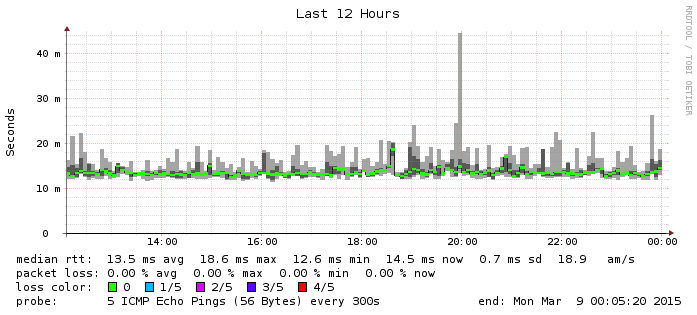 Last 12 Hours
RRDTOOL / TOBI OETIKER
Seconds
40 m
30 m
20 m
10 m
0
14:00 16:00 18:00 20:00 22:00 00:00
median rtt: 13.5 ms avg 18.6 ms max 12.6 ms min 14.5 ms now 0.7 ms sd 18.9 am/s
packet loss: 0.00 % avg 0.00 % max 0.00 % min 0.00 % now
loss color: 0 1/5 2/5 3/5 4/5
probe: 5 ICMP Echo Pings (56 Bytes) every 300s end: Mon Mar 9 00:05:20 2015